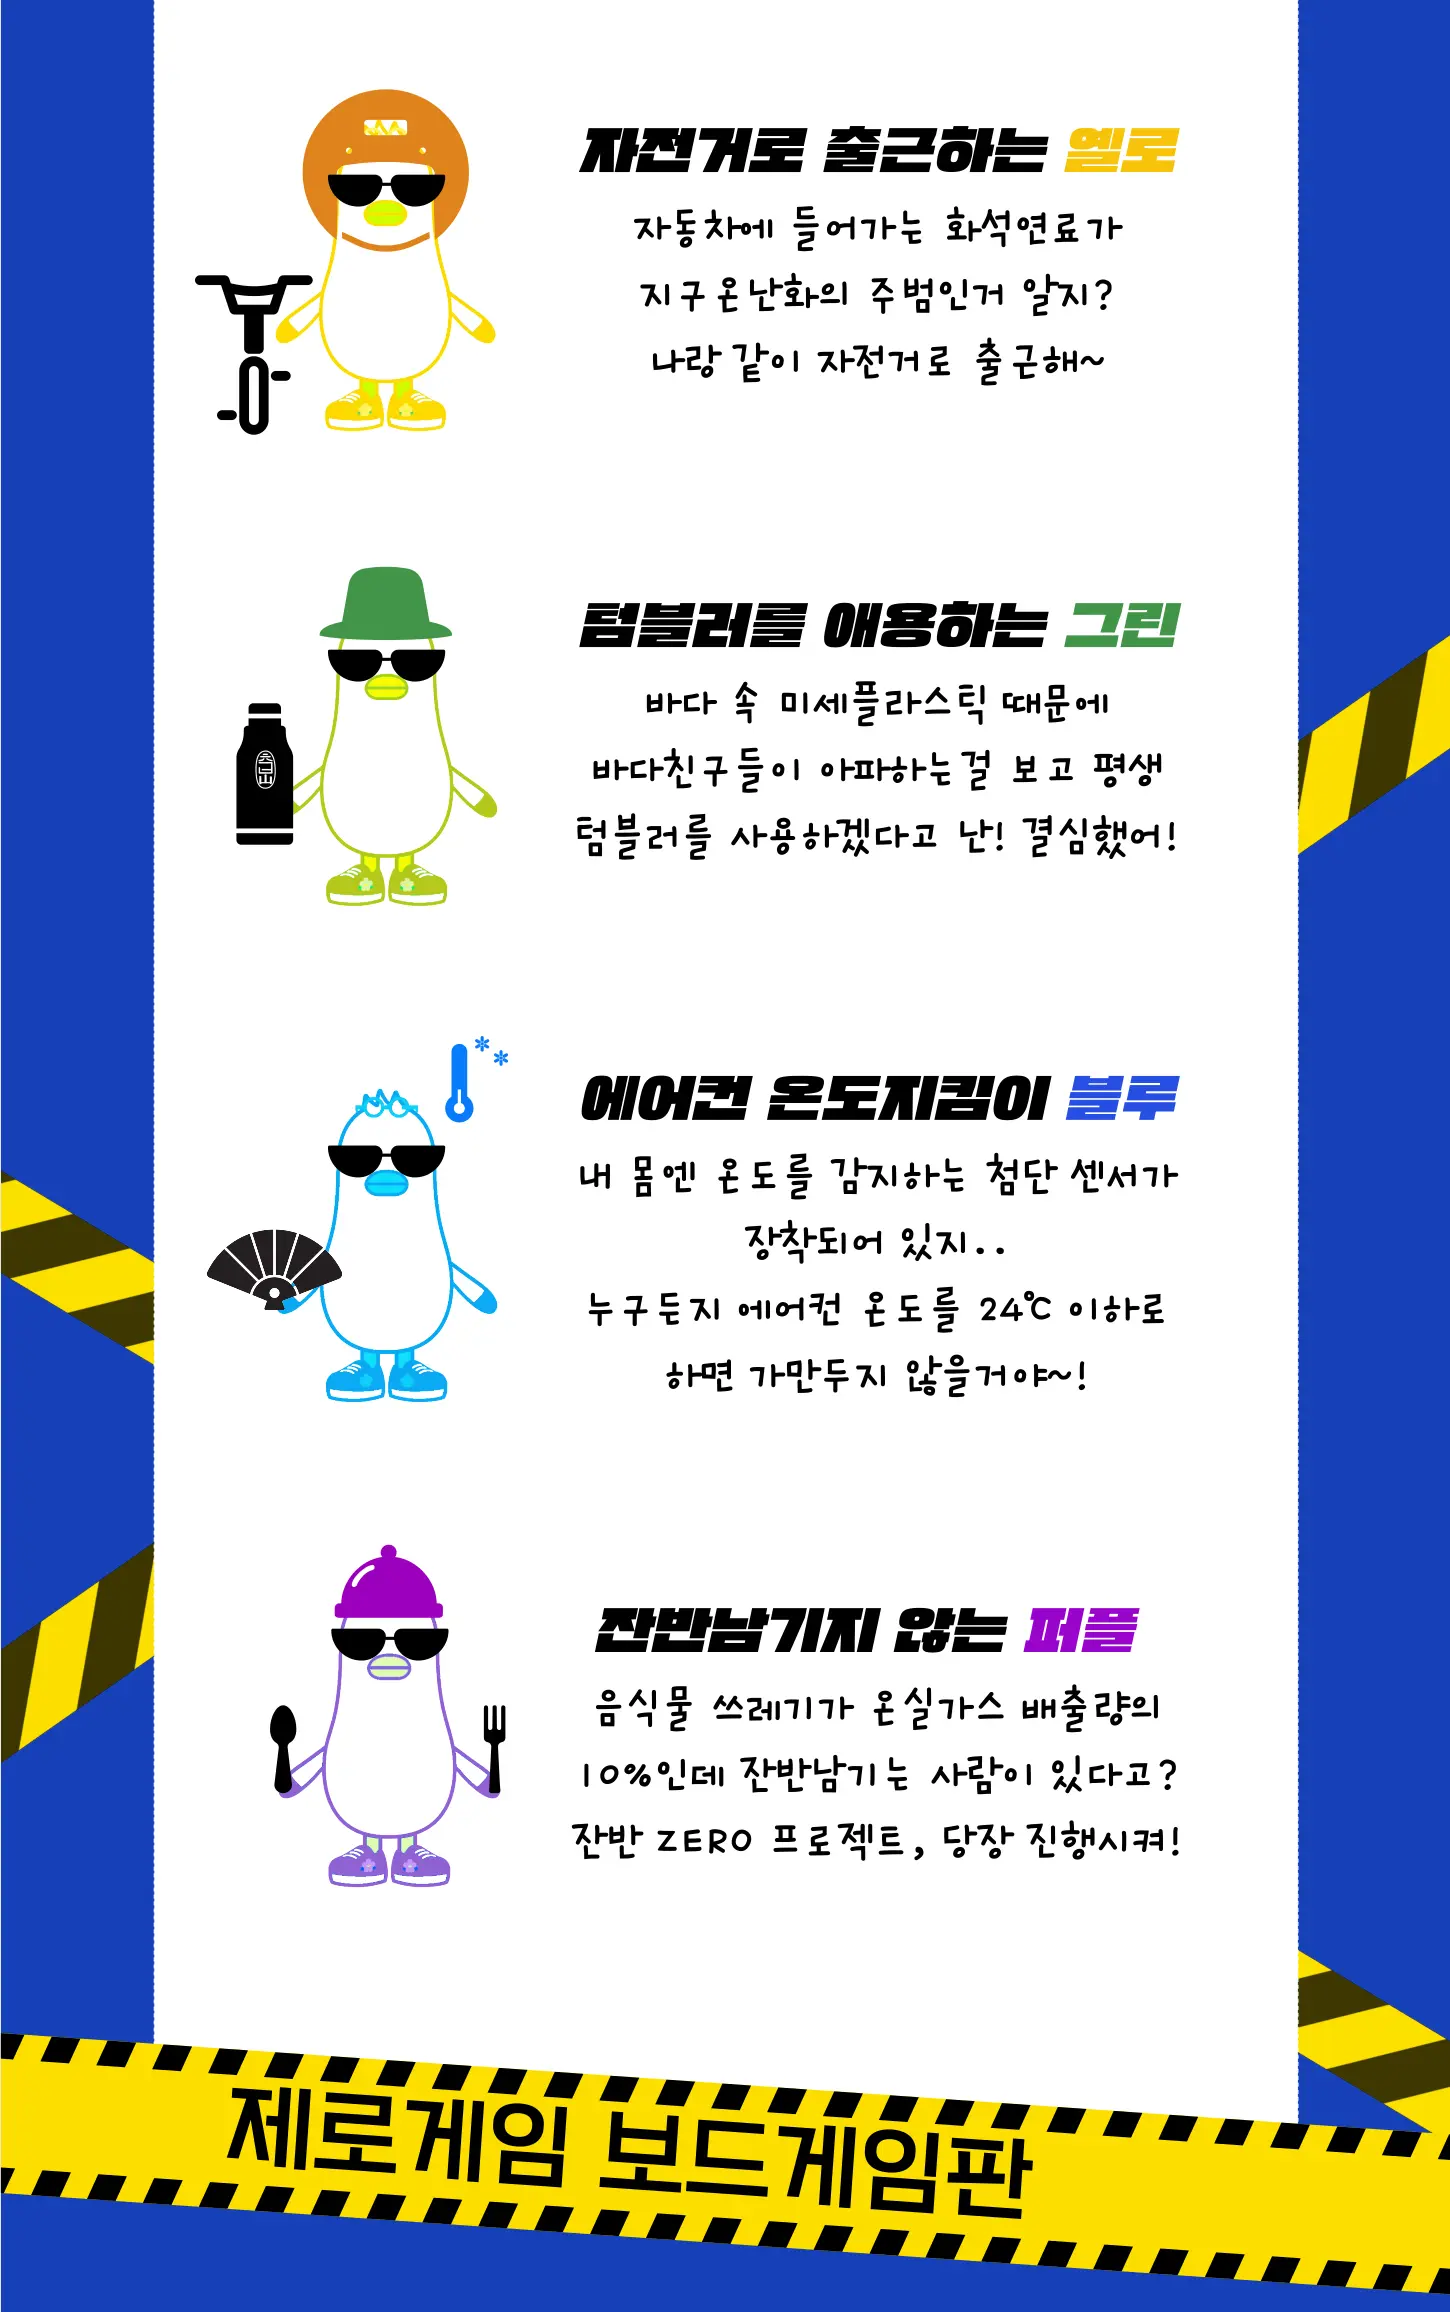 자전거로 출근하는 옐로
자동차에 들어가는 화석연료가
지구온난화의 주범인거 알지?
나랑 같이 자전거로 출근해~
텀블러를 애용하는 그린
바다 속 미세플라스틱 때문에
바다친구들이 아파하는걸 보고 평생
텀블러를 사용하겠다고 난! 결심했어!
에어컨 온도지킴이 블루
내 몸엔 온도를 감지하는 첨단 센서가
장착되어 있지..
누구든지 에어컨 온도를 24℃ 이하로
하면 가만두지 않을거야~!
잔반남기지 않는 퍼플
음식물 쓰레기가 온실가스 배출량의
10%인데 잔반남기는 사람이 있다고?
잔반 ZERO 프로젝트, 당장 진행시켜!
제로게임 보드게임판